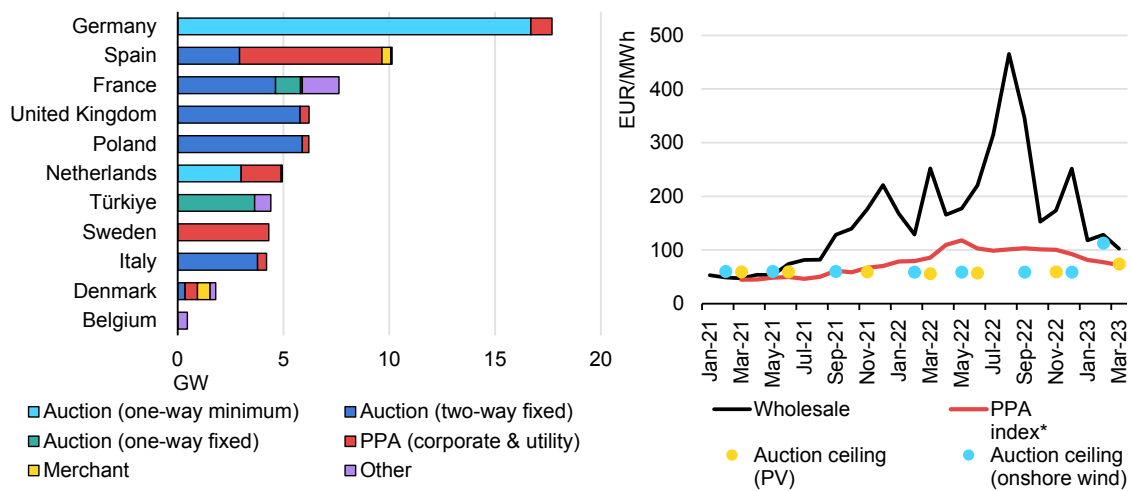 Germany
Spain
France
United Kingdom
Poland
Netherlands
Türkiye
Sweden
Italy
Denmark
Belgium
0 5 10 15 20
GW
Auction (one-way minimum) Auction (two-way fixed)
Auction (one-way fixed) PPA (corporate & utility)
Merchant Other
EUR/MWh
500
400
300
200
100
0
Jan-21
Mar-21
May-21
Jul-21
Sep-21
Nov-21
Jan-22
Mar-22
May-22
Jul-22
Sep-22
Nov-22
Jan-23
Mar-23
Wholesale PPA
index*
Auction ceiling Auction ceiling
(PV) (onshore wind)